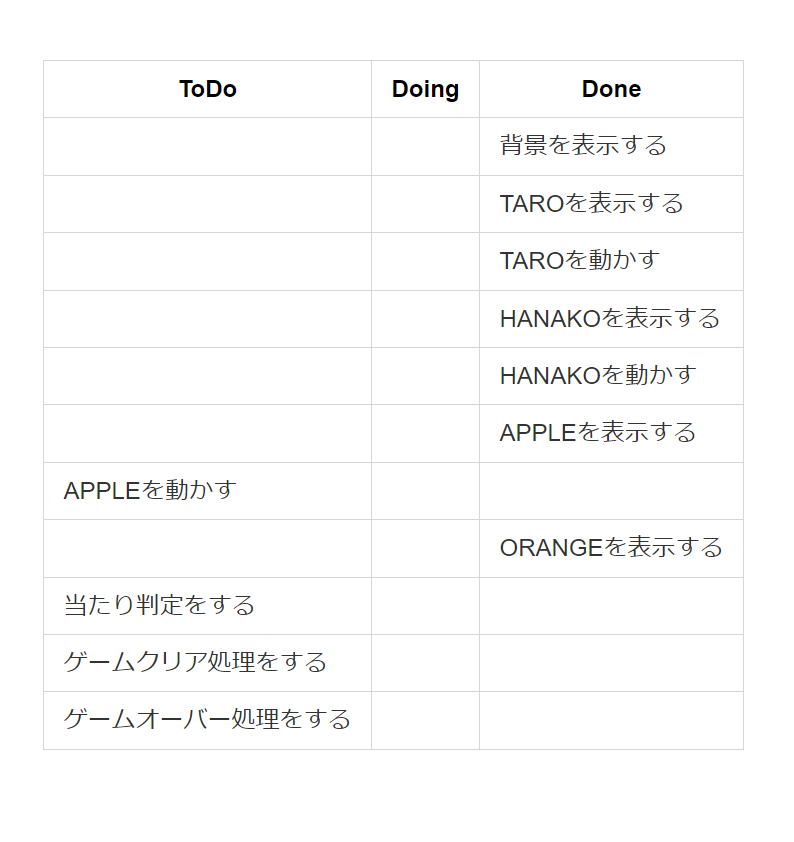 ToDo Doing Done
背景を表示する
TAROを表示する
TAROを動かす
HANAKOを表示する
HANAKOを動かす
APPLEを表示する
APPLEを動かす
ORANGEを表示する
当たり判定をする
ゲームクリア処理をする
ゲームオーバー処理をする